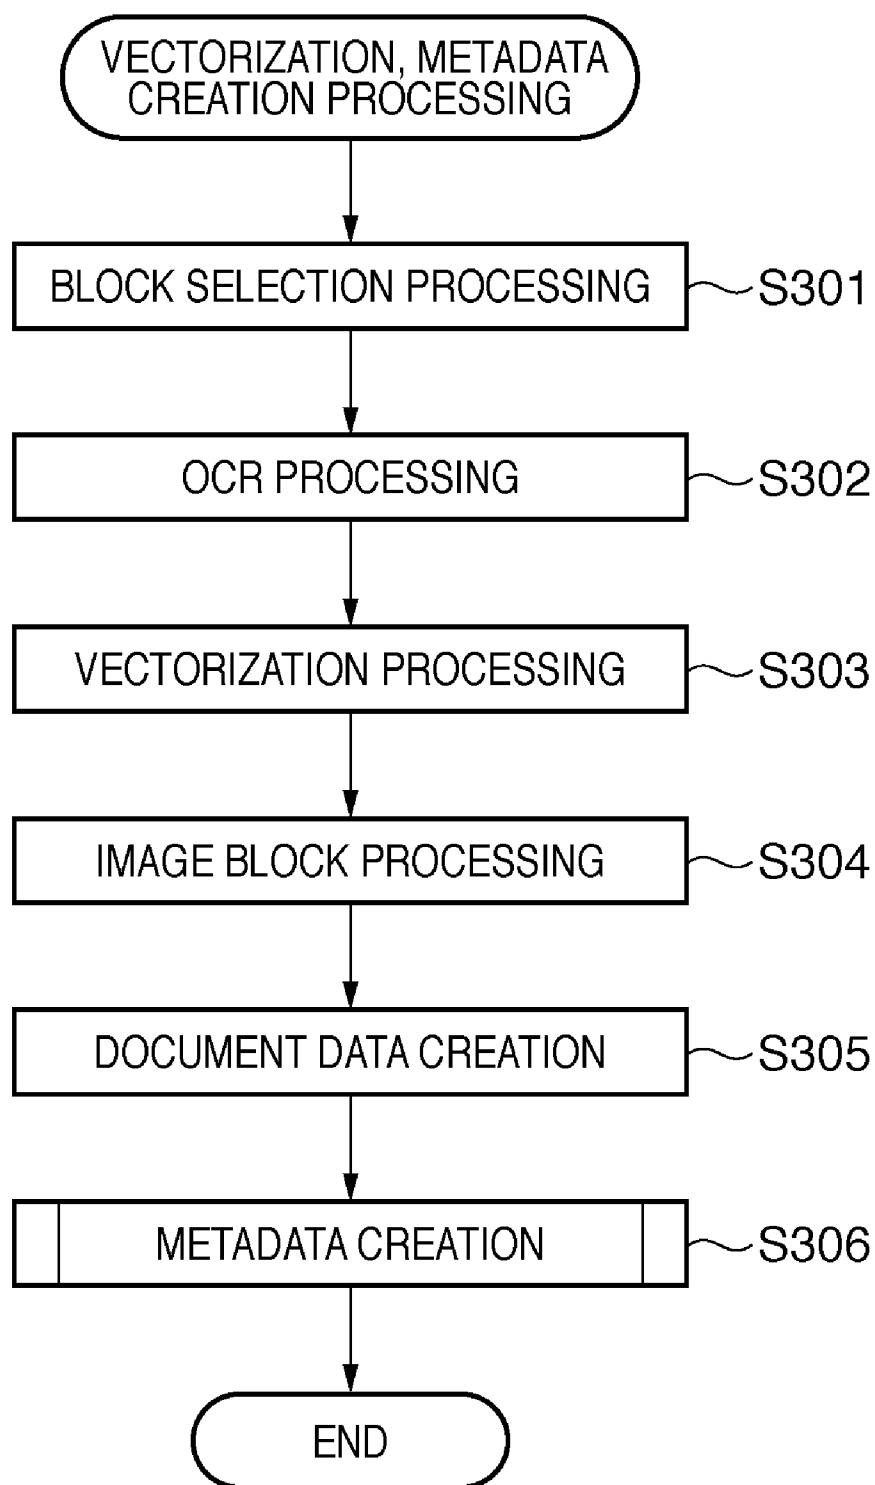 VECTORIZATION, METADATA
CREATION PROCESSING
BLOCK SELECTION PROCESSING S301
OCR PROCESSING S302
VECTORIZATION PROCESSING S303
IMAGE BLOCK PROCESSING S304
DOCUMENT DATA CREATION S305
METADATA CREATION S306
END